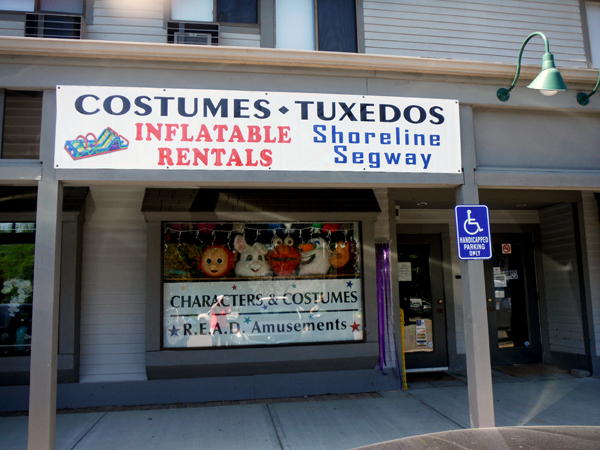 COSTUMES ◆ TUXEDOS
INFLATABLE
RENTALS
Shoreline
Segway
HANDICAPPED
PARKING
ONLY
CHARACTERS & COSTUMES
R.E.A.D. Amusements